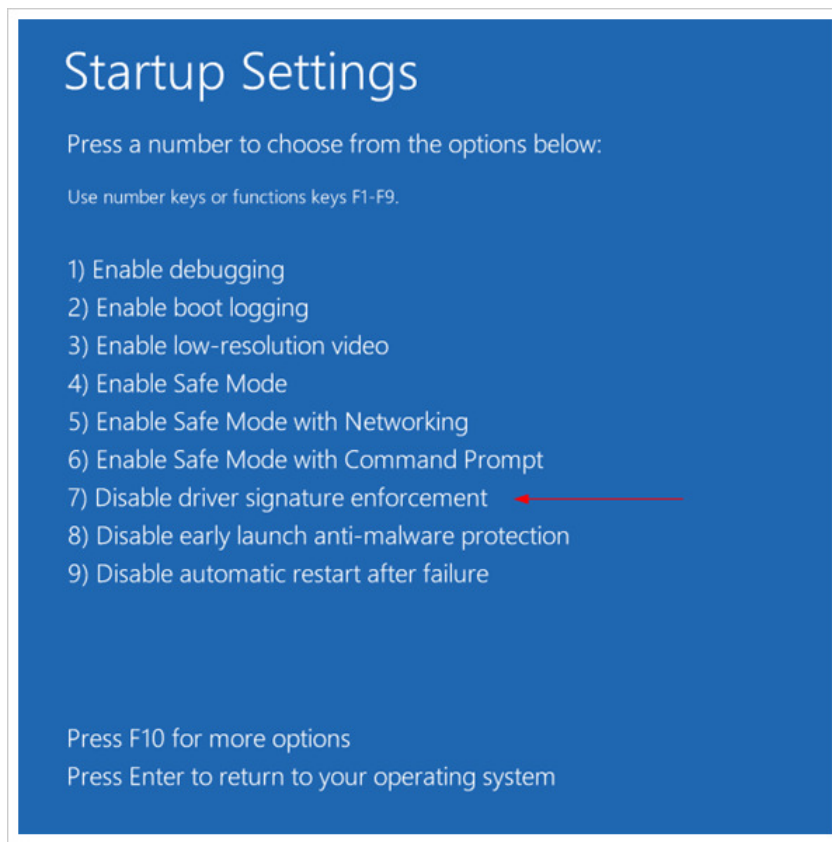 Startup Settings
Press a number to choose from the options below:
Use number keys or functions keys F1-F9.
1) Enable debugging
2) Enable boot logging
3) Enable low-resolution video
4) Enable Safe Mode
5) Enable Safe Mode with Networking
6) Enable Safe Mode with Command Prompt
7) Disable driver signature enforcement
8) Disable early launch anti-malware protection
9) Disable automatic restart after failure
Press F10 for more options
Press Enter to return to your operating system